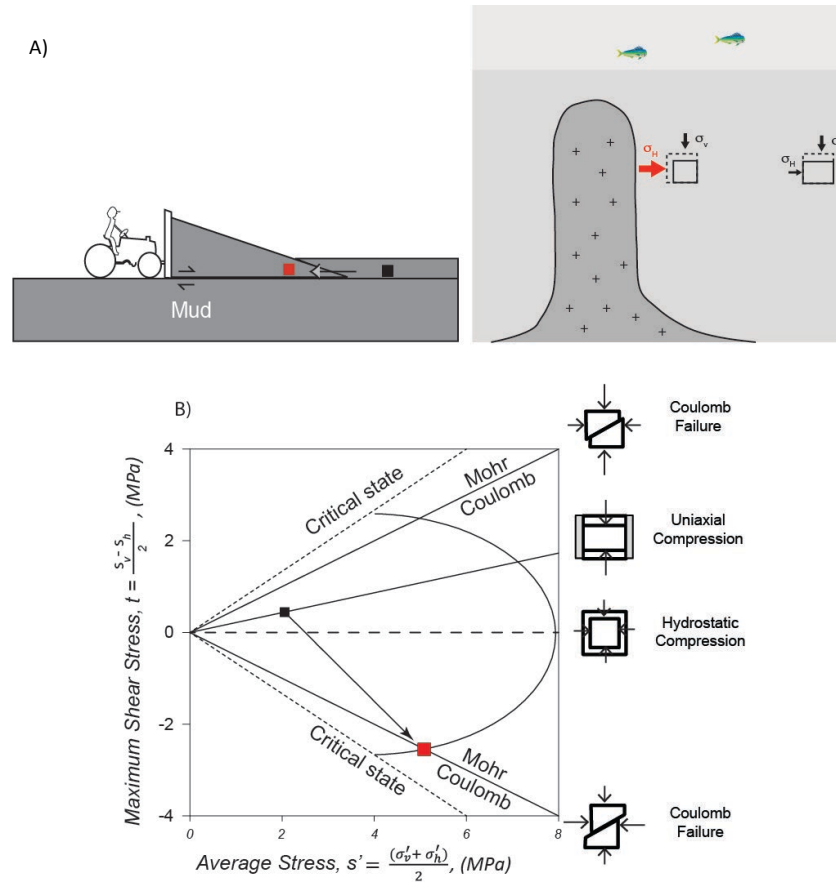 A)
σH
σv
σH
σ
Mud
B)
4
2
0
-2
-4
Maximum Shear Stress, t = (sv - sh)/2, (MPa)
Critical state
Mohr
Coulomb
Critical state
Mohr
Coulomb
0
2
4
6
8
Average Stress, s' = (σ'v + σ'h)/2, (MPa)
Coulomb
Failure
Uniaxial
Compression
Hydrostatic
Compression
Coulomb
Failure